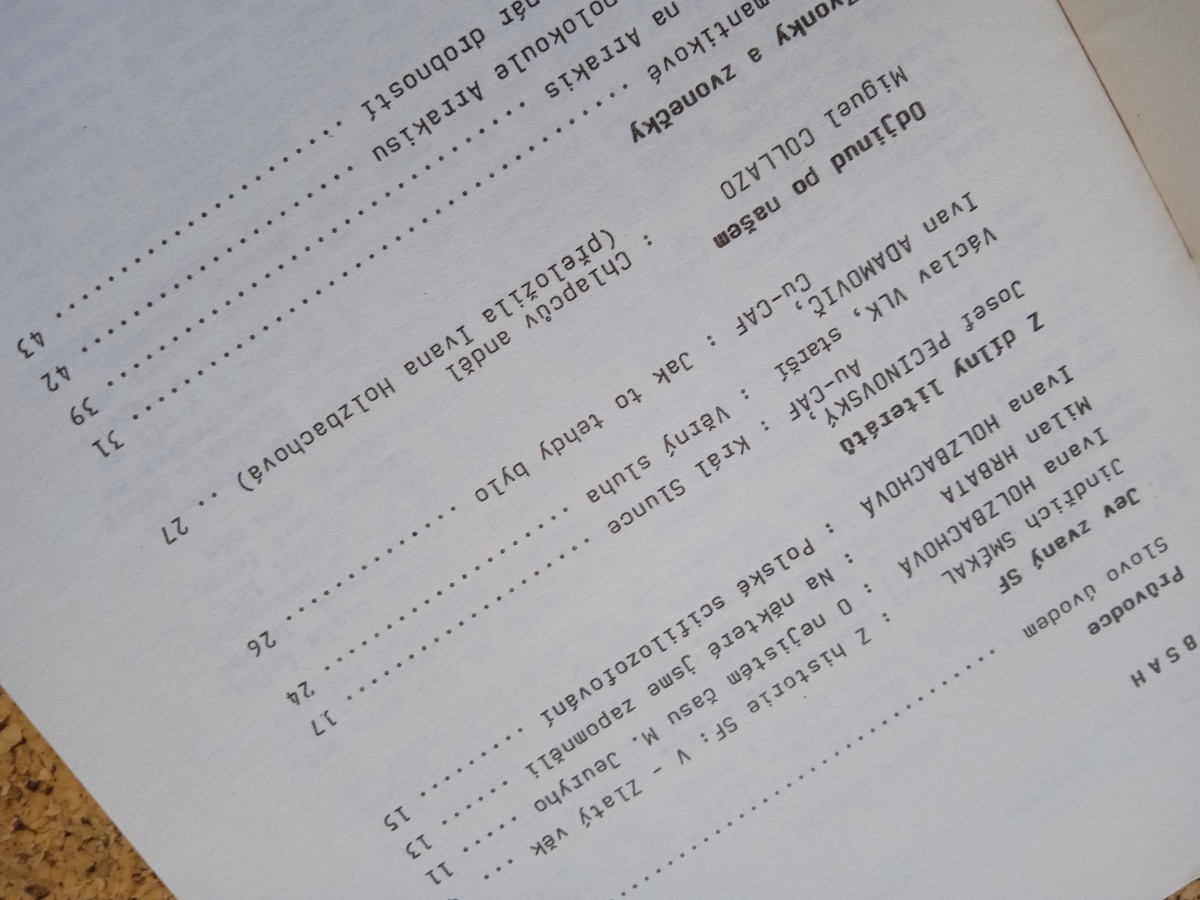 B S A H
Průvodce
Slovo úvodem ...........................
Jev zvaný SF
Jindřich SMÉKAL : Z historie SF: V - Zlatý věk ...
Ivana HOLZBACHOVÁ : O nejistém času M. Jeuryho ..... 11
Milan HRBATA : Na některé jsme zapomněli ...... 13
Ivana HOLZBACHOVÁ : Polské scifilozofování ......... 15
Z dílny literátů
Josef PECINOVSKÝ, Au-CAF : Král Slunce ................... 17
Václav VLK, starší : Věrný sluha ................... 24
Ivan ADAMOVIČ, Cu-CAF : Jak to tehdy bylo .............. 26
Odjinud po našem
Miguel COLLAZO : Chlapcův anděl
(přeložila Ivana Holzbachová) .. 27
Zvonky a zvonečky
mantikové .................................. 31
na Arrakis ................................. 39
polokoule Arrakisu ......................... 42
nár drobností .............................. 43